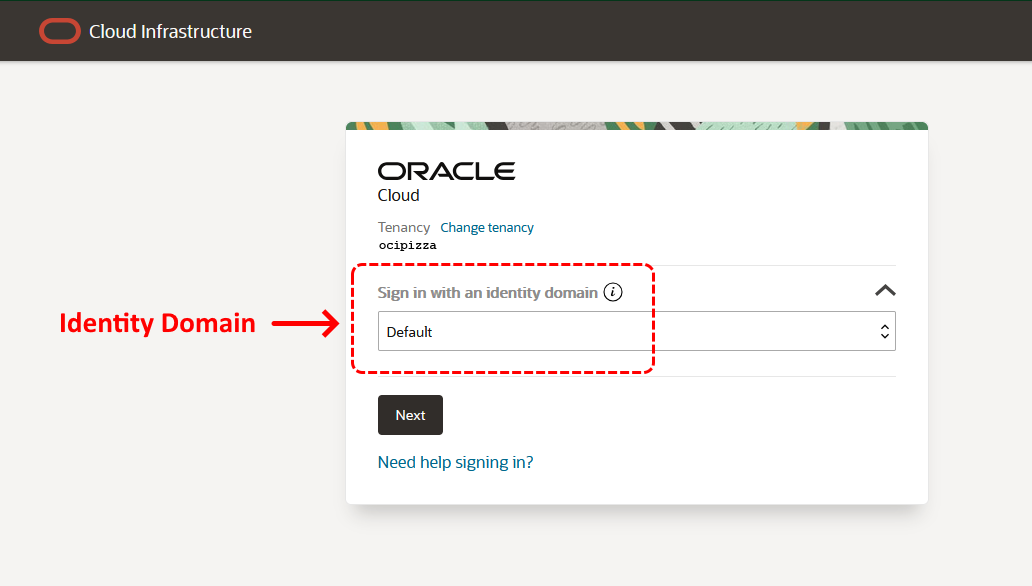 Cloud Infrastructure
ORACLE
Cloud
Tenancy Change tenancy
ocipizza
Sign in with an identity domain i
Identity Domain
Default
Next
Need help signing in?